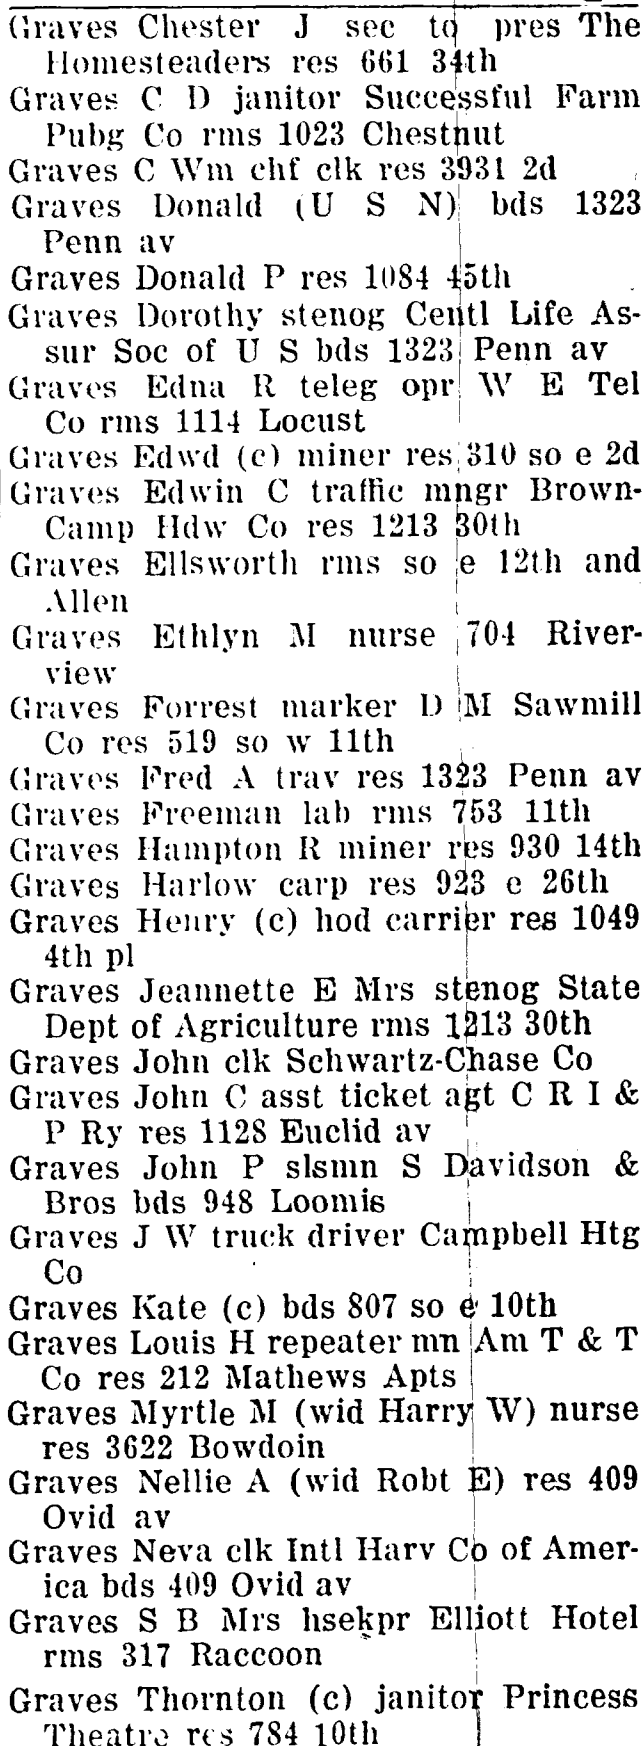 Graves Chester J sec to pres The
Homesteaders res 661 34th
Graves C D janitor Successful Farm
Pubg Co rms 1023 Chestnut
Graves C Wm chf clk res 3931 2d
Graves Donald (U S N) bds 1323
Penn av
Graves Donald P res 1084 45th
Graves Dorothy stenog Centl Life As-
sur Soc of U S bds 1323 Penn av
Graves Edna R teleg opr W E Tel
Co rms 1114 Locust
Graves Edwd (c) miner res 310 so e 2d
Graves Edwin C traffic mngr Brown-
Camp Hdw Co res 1213 30th
Graves Ellsworth rms so e 12th and
Allen
Graves Ethlyn M nurse 704 River-
view
Graves Forrest marker D M Sawmill
Co res 519 so w 11th
Graves Fred A trav res 1323 Penn av
Graves Freeman lab rms 753 11th
Graves Hampton R miner res 930 14th
Graves Harlow carp res 923 e 26th
Graves Henry (c) hod carrier res 1049
4th pl
Graves Jeannette E Mrs stenog State
Dept of Agriculture rms 1213 30th
Graves John clk Schwartz-Chase Co
Graves John C asst ticket agt C R I &
P Ry res 1128 Euclid av
Graves John P slsmn S Davidson &
Bros bds 948 Loomis
Graves J W truck driver Campbell Htg
Co
Graves Kate (c) bds 807 so e 10th
Graves Louis H repeater mn Am T & T
Co res 212 Mathews Apts
Graves Myrtle M (wid Harry W) nurse
res 3622 Bowdoin
Graves Nellie A (wid Robt E) res 409
Ovid av
Graves Neva clk Intl Harv Co of Amer-
ica bds 409 Ovid av
Graves S B Mrs hsekpr Elliott Hotel
rms 317 Raccoon
Graves Thornton (c) janitor Princess
Theatre res 784 10th